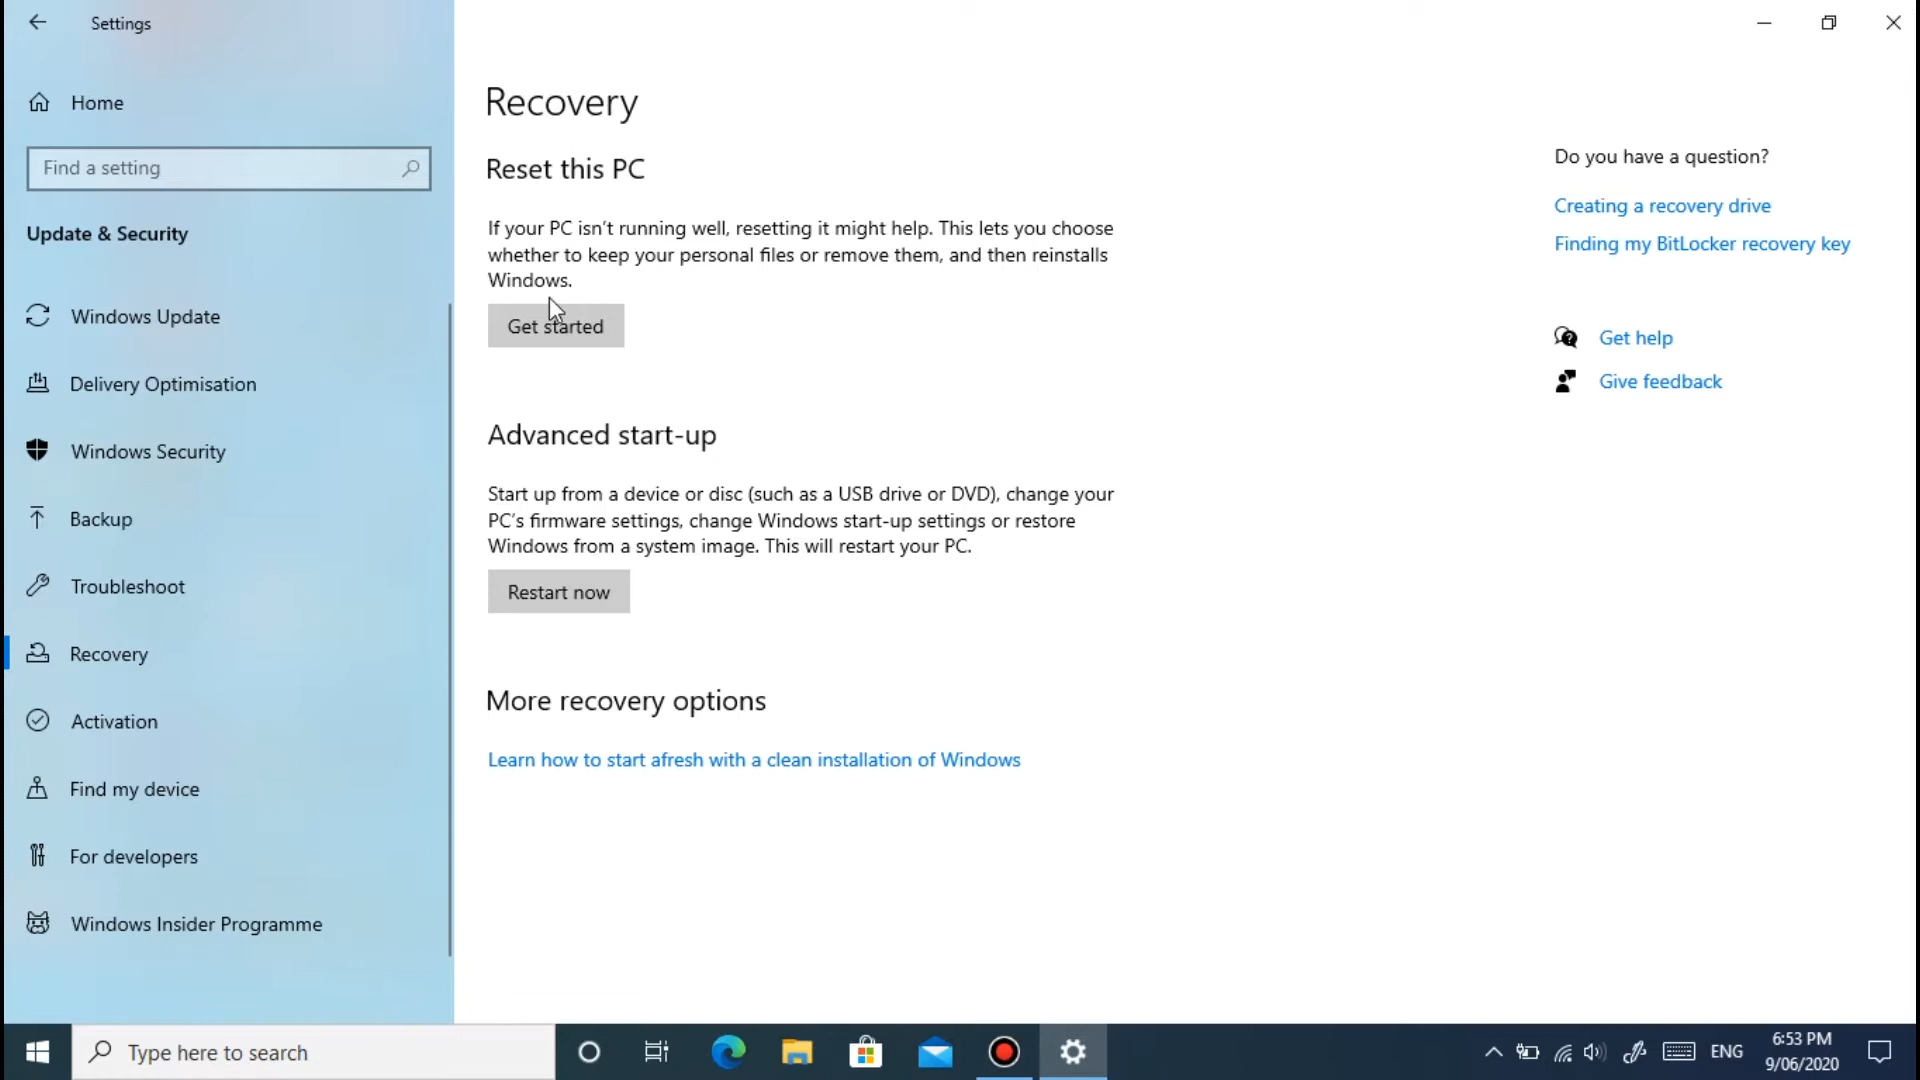 Settings
Home
Find a setting
Update & Security
Windows Update
Delivery Optimisation
Windows Security
Backup
Troubleshoot
Recovery
Activation
Find my device
For developers
Windows Insider Programme
Recovery
Reset this PC
If your PC isn't running well, resetting it might help. This lets you choose
whether to keep your personal files or remove them, and then reinstalls
Windows.
Get started
Advanced start-up
Start up from a device or disc (such as a USB drive or DVD), change your
PC's firmware settings, change Windows start-up settings or restore
Windows from a system image. This will restart your PC.
Restart now
More recovery options
Learn how to start afresh with a clean installation of Windows
Do you have a question?
Creating a recovery drive
Finding my BitLocker recovery key
Get help
Give feedback
Type here to search
ENG
6:53 PM
9/06/2020